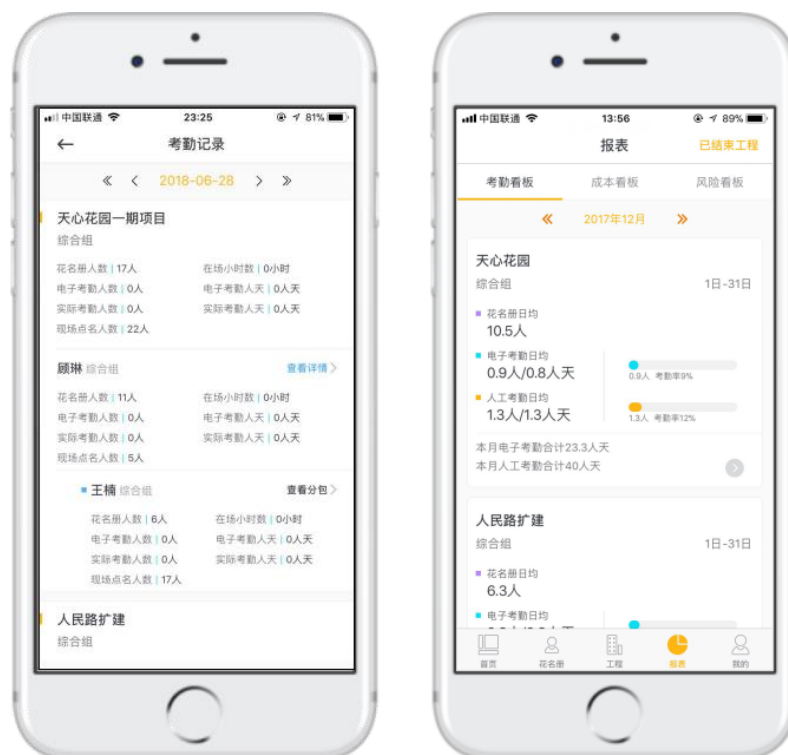 中国联通 23:25 81%
考勤记录
2018-06-28
天心花园一期项目
综合组
花名册人数 | 17人 在场小时数 | 0小时
电子考勤人数 | 0人 电子考勤人天 | 0人天
实际考勤人数 | 0人 实际考勤人天 | 0人天
现场点名人数 | 22人
顾琳 综合组 查看详情
花名册人数 | 11人 在场小时数 | 0小时
电子考勤人数 | 0人 电子考勤人天 | 0人天
实际考勤人数 | 0人 实际考勤人天 | 0人天
现场点名人数 | 5人
王楠 综合组 查看分包
花名册人数 | 6人 在场小时数 | 0小时
电子考勤人数 | 0人 电子考勤人天 | 0人天
实际考勤人数 | 0人 实际考勤人天 | 0人天
现场点名人数 | 17人
人民路扩建
综合组
中国联通 13:56 89%
报表 已结束工程
考勤看板 成本看板 风险看板
2017年12月
天心花园
综合组 1日-31日
花名册日均
10.5人
电子考勤日均
0.9人/0.8人天
0.9人 考勤率9%
人工考勤日均
1.3人/1.3人天
1.3人 考勤率12%
本月电子考勤合计23.3人天
本月人工考勤合计40人天
人民路扩建
综合组 1日-31日
花名册日均
6.3人
电子考勤日均
首页 花名册 工程 报表 我的